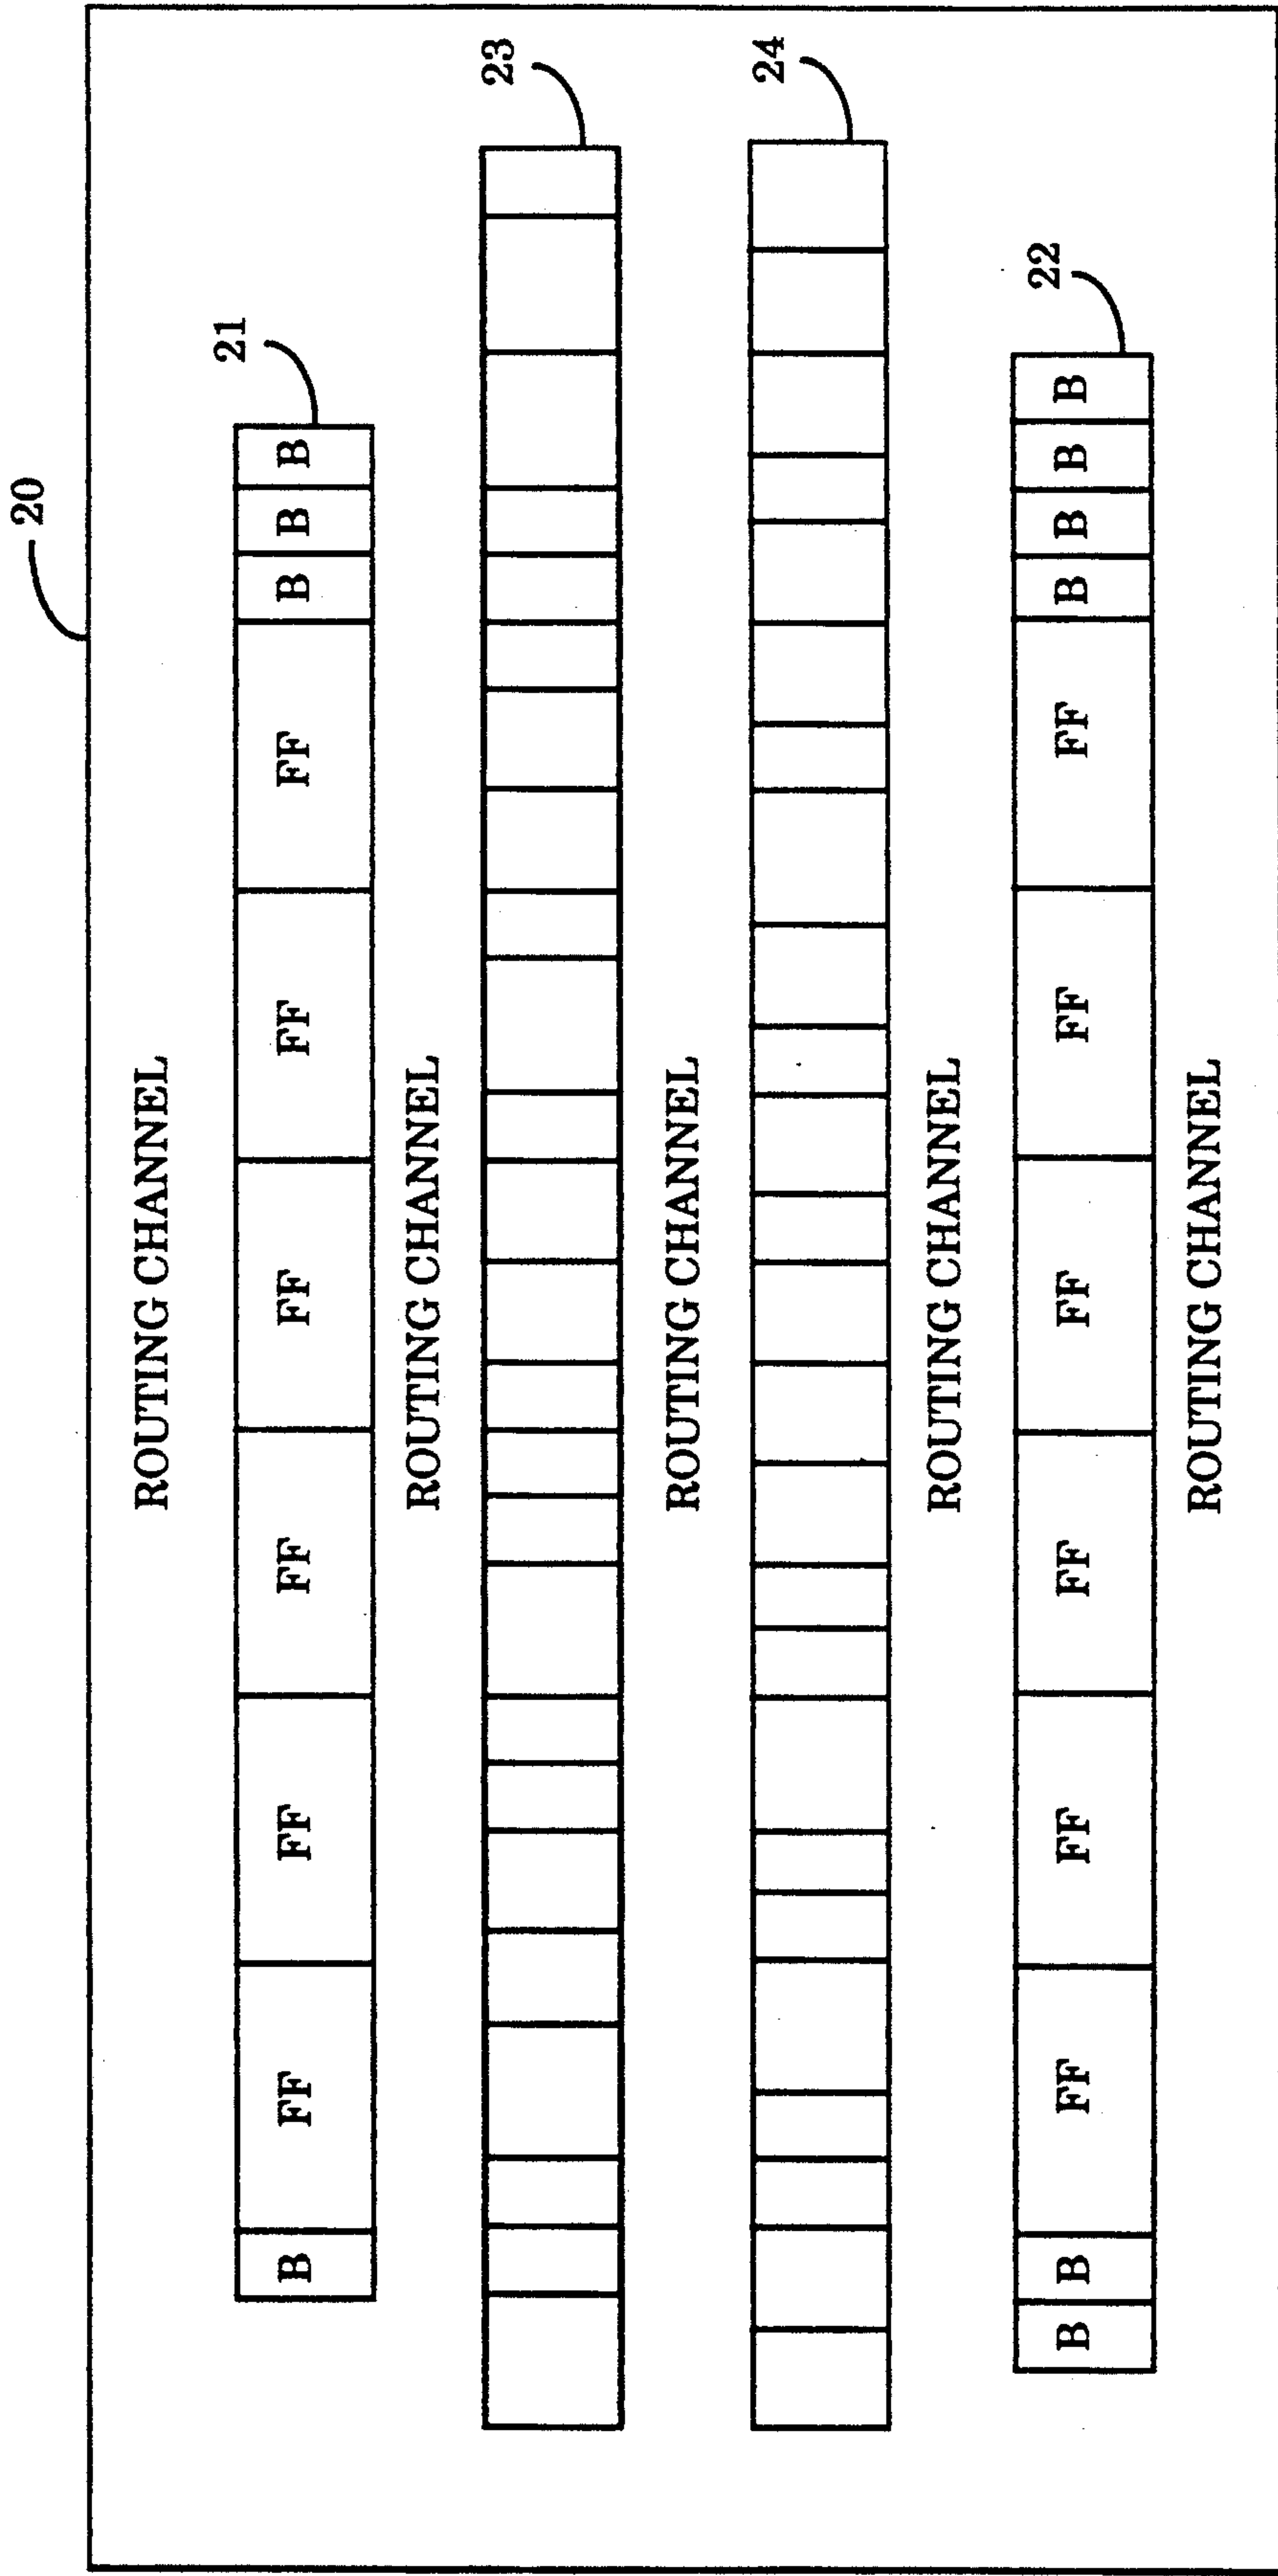 20
ROUTING CHANNEL
21
B FF FF FF FF FF FF B B B
ROUTING CHANNEL
23
ROUTING CHANNEL
24
ROUTING CHANNEL
22
B B FF FF FF FF FF FF B B B B
ROUTING CHANNEL